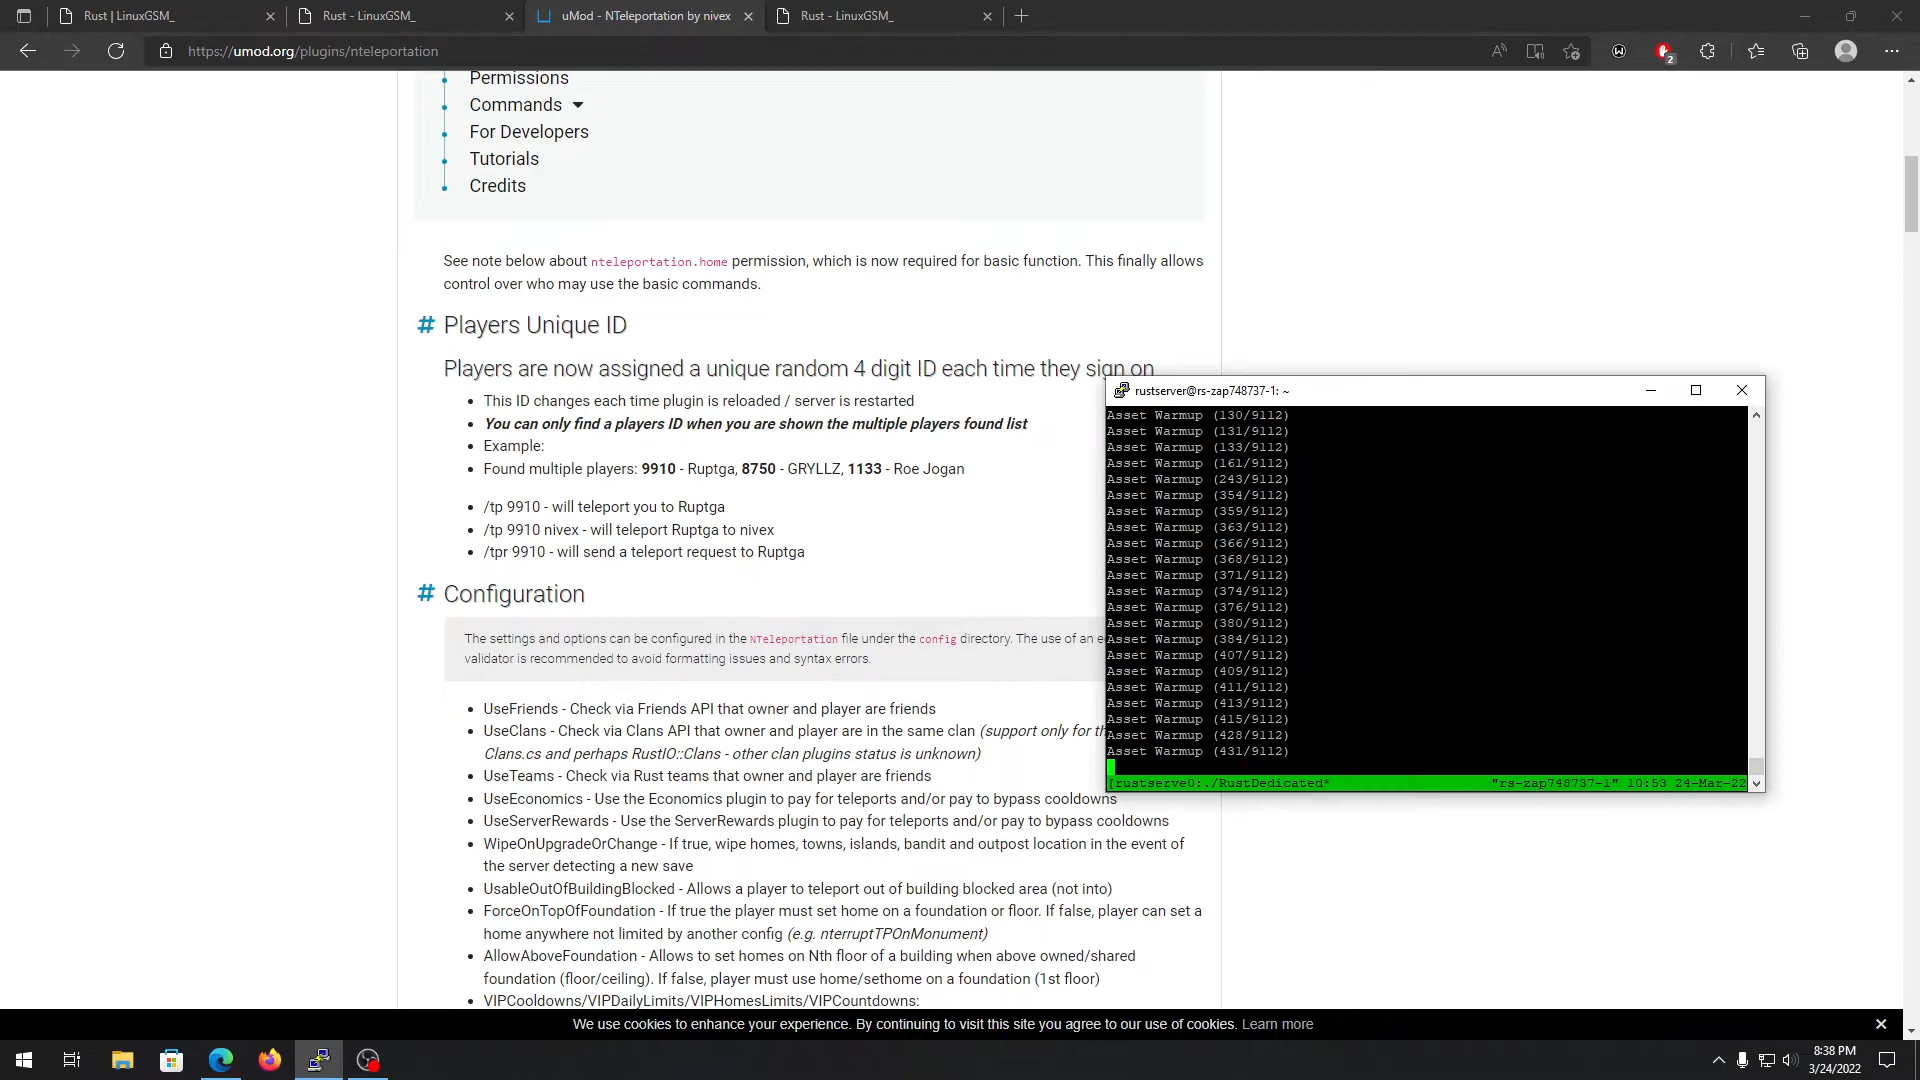 Rust | LinuxGSM_
Rust - LinuxGSM_
uMod - NTeleportation by nivex
Rust - LinuxGSM_
https://umod.org/plugins/nteleportation
2
Permissions
Commands
For Developers
Tutorials
Credits
See note below about nteleportation.home permission, which is now required for basic function. This finally allows
control over who may use the basic commands.
# Players Unique ID
Players are now assigned a unique random 4 digit ID each time they sign on
This ID changes each time plugin is reloaded / server is restarted
You can only find a players ID when you are shown the multiple players found list
Example:
Found multiple players: 9910 - Ruptga, 8750 - GRYLLZ, 1133 - Roe Jogan
/tp 9910 - will teleport you to Ruptga
/tp 9910 nivex - will teleport Ruptga to nivex
/tpr 9910 - will send a teleport request to Ruptga
# Configuration
The settings and options can be configured in the NTeleportation file under the config directory. The use of an e
validator is recommended to avoid formatting issues and syntax errors.
UseFriends - Check via Friends API that owner and player are friends
UseClans - Check via Clans API that owner and player are in the same clan (support only for th
Clans.cs and perhaps RustIO::Clans - other clan plugins status is unknown)
UseTeams - Check via Rust teams that owner and player are friends
UseEconomics - Use the Economics plugin to pay for teleports and/or pay to bypass cooldowns
UseServerRewards - Use the ServerRewards plugin to pay for teleports and/or pay to bypass cooldowns
WipeOnUpgradeOrChange - If true, wipe homes, towns, islands, bandit and outpost location in the event of
the server detecting a new save
UsableOutOfBuildingBlocked - Allows a player to teleport out of building blocked area (not into)
ForceOnTopOfFoundation - If true the player must set home on a foundation or floor. If false, player can set a
home anywhere not limited by another config (e.g. nterruptTPOnMonument)
AllowAboveFoundation - Allows to set homes on Nth floor of a building when above owned/shared
foundation (floor/ceiling). If false, player must use home/sethome on a foundation (1st floor)
VIPCooldowns/VIPDailyLimits/VIPHomesLimits/VIPCountdowns:
rustserver@rs-zap748737-1: ~
Asset Warmup (130/9112)
Asset Warmup (131/9112)
Asset Warmup (133/9112)
Asset Warmup (161/9112)
Asset Warmup (243/9112)
Asset Warmup (354/9112)
Asset Warmup (359/9112)
Asset Warmup (363/9112)
Asset Warmup (366/9112)
Asset Warmup (368/9112)
Asset Warmup (371/9112)
Asset Warmup (374/9112)
Asset Warmup (376/9112)
Asset Warmup (380/9112)
Asset Warmup (384/9112)
Asset Warmup (407/9112)
Asset Warmup (409/9112)
Asset Warmup (411/9112)
Asset Warmup (413/9112)
Asset Warmup (415/9112)
Asset Warmup (428/9112)
Asset Warmup (431/9112)
[rustserve0:./RustDedicated* "rs-zap748737-1" 10:53 24-Mar-22
We use cookies to enhance your experience. By continuing to visit this site you agree to our use of cookies. Learn more
8:38 PM
3/24/2022